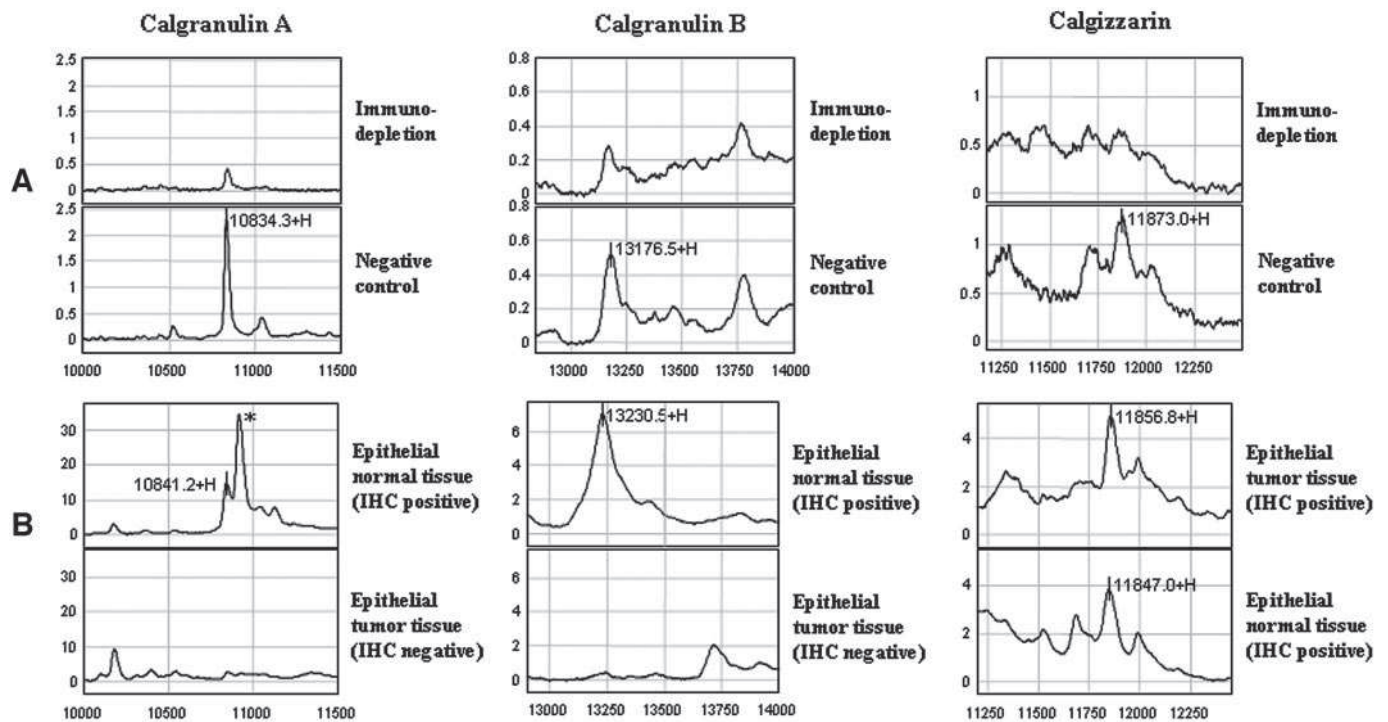 Calgranulin A
Calgranulin B
Calgizzarin
A
2.5
2
1.5
1
0.5
0
Immuno-
depletion
0.8
0.6
0.4
0.2
0
Immuno-
depletion
1
0.5
0
Immuno-
depletion
2.5
2
1.5
1
0.5
0
10834.3+H
Negative
control
0.8
0.6
0.4
0.2
0
13176.5+H
Negative
control
1
0.5
0
11873.0+H
Negative
control
10000 10500 11000 11500
13000 13250 13500 13750 14000
11250 11500 11750 12000 12250
B
30
20
10
0
10841.2+H
*
Epithelial
normal tissue
(IHC positive)
6
4
2
0
13230.5+H
Epithelial
normal tissue
(IHC positive)
4
2
0
11856.8+H
Epithelial
tumor tissue
(IHC positive)
30
20
10
0
Epithelial
tumor tissue
(IHC negative)
6
4
2
0
Epithelial
tumor tissue
(IHC negative)
4
2
0
11847.0+H
Epithelial
normal tissue
(IHC positive)
10000 10500 11000 11500
13000 13250 13500 13750 14000
11250 11500 11750 12000 12250